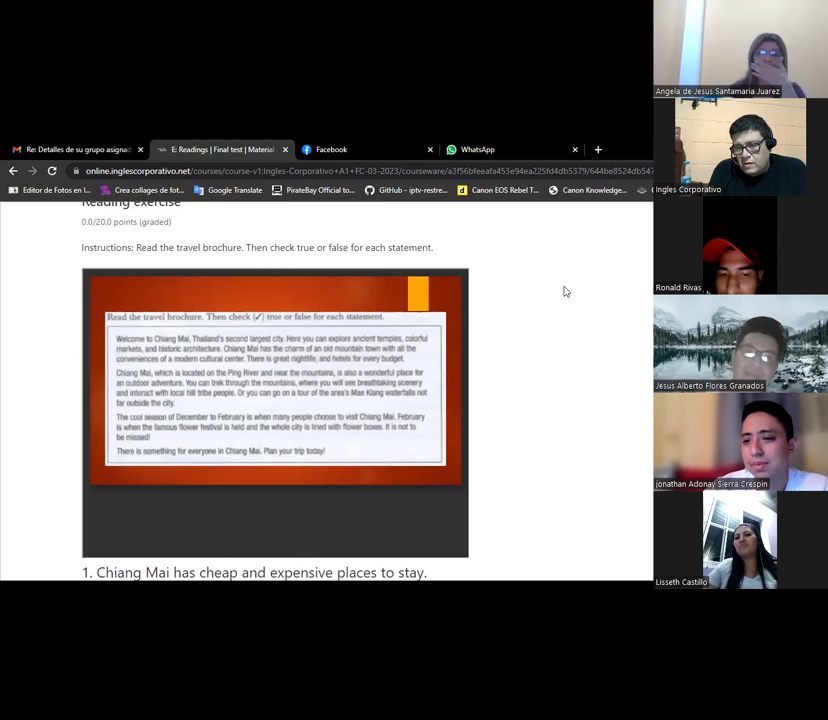 Re: Detalles de su grupo asignad
E: Readings | Final test | Material
Facebook
WhatsApp
online.inglescorporativo.net/courses/course-v1:Ingles-Corporativo+A1+FC-03-2023/courseware/a3f56bfeeafa453e94ea225fd4db5379/644be8524db547
Editor de Fotos en l...
Crea collages de fot...
Google Translate
PirateBay Official to...
GitHub - iptv-restre...
Canon EOS Rebel T...
Canon Knowledge...
Reading exercise
0.0/20.0 points (graded)
Instructions: Read the travel brochure. Then check true or false for each statement.
Read the travel brochure. Then check (✓) true or false for each statement.
Welcome to Chiang Mai, Thailand's second largest city. Here you can explore ancient temples, colorful
markets, and historic architecture. Chiang Mai has the charm of an old mountain town with all the
conveniences of a modern cultural center. There is great nightlife, and hotels for every budget.
Chiang Mai, which is located on the Ping River and near the mountains, is also a wonderful place for
an outdoor adventure. You can trek through the mountains, where you will see breathtaking scenery
and interact with local hill tribe people. Or you can go on a tour of the area's Mae Klang waterfalls not
far outside the city.
The cool season of December to February is when many people choose to visit Chiang Mai. February
is when the famous flower festival is held and the whole city is lined with flower boxes. It is not to
be missed!
There is something for everyone in Chiang Mai. Plan your trip today!
1. Chiang Mai has cheap and expensive places to stay.
Angela de Jesus Santamaria Juarez
Ingles Corporativo
Ronald Rivas
Jesus Alberto Flores Granados
jonathan Adonay Sierra Crespin
Lisseth Castillo